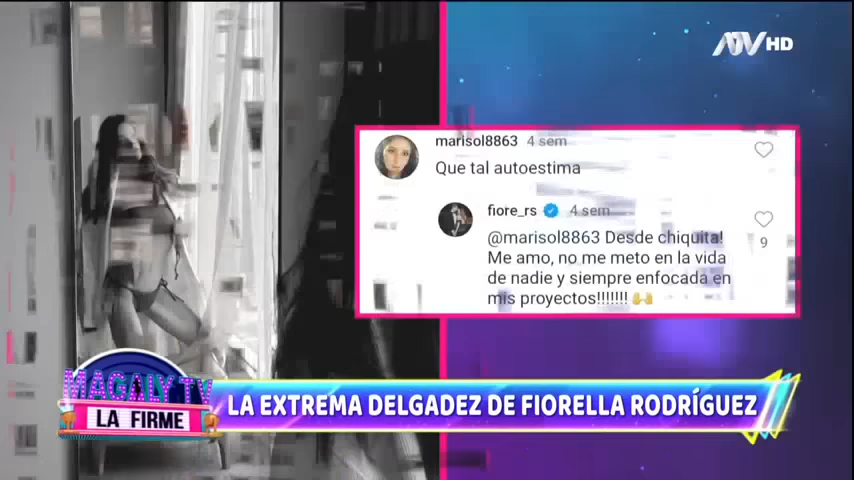 ATV HD
marisol8863 4 sem
Que tal autoestima
fiore_rs 4 sem
@marisol8863 Desde chiquita!
Me amo, no me meto en la vida
de nadie y siempre enfocada en
mis proyectos!!!!!!!
9
MAGALY TV
LA FIRME
LA EXTREMA DELGADEZ DE FIORELLA RODRÍGUEZ